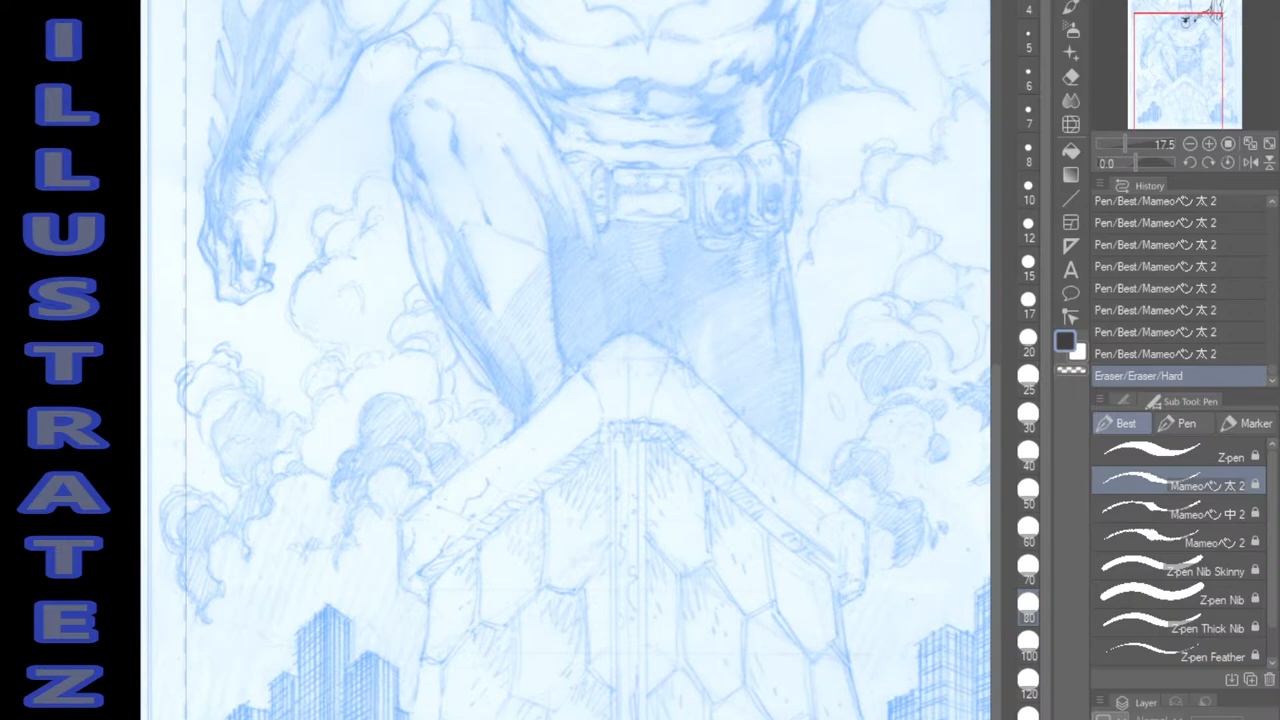 ILLUSTRATEZ
4
5
6
7
8
10
12
15
17
20
25
30
40
50
60
70
80
100
120
17.5
0.0
History
Pen/Best/Mameoペン 太 2
Pen/Best/Mameoペン 太 2
Pen/Best/Mameoペン 太 2
Pen/Best/Mameoペン 太 2
Pen/Best/Mameoペン 太 2
Pen/Best/Mameoペン 太 2
Pen/Best/Mameoペン 太 2
Pen/Best/Mameoペン 太 2
Eraser/Eraser/Hard
Sub Tool: Pen
Best Pen Marker
Z-pen
Mameoペン 太 2
Mameoペン 中 2
Mameoペン 2
Z-pen Nib Skinny
Z-pen Nib
Z-pen Thick Nib
Z-pen Feather
Layer